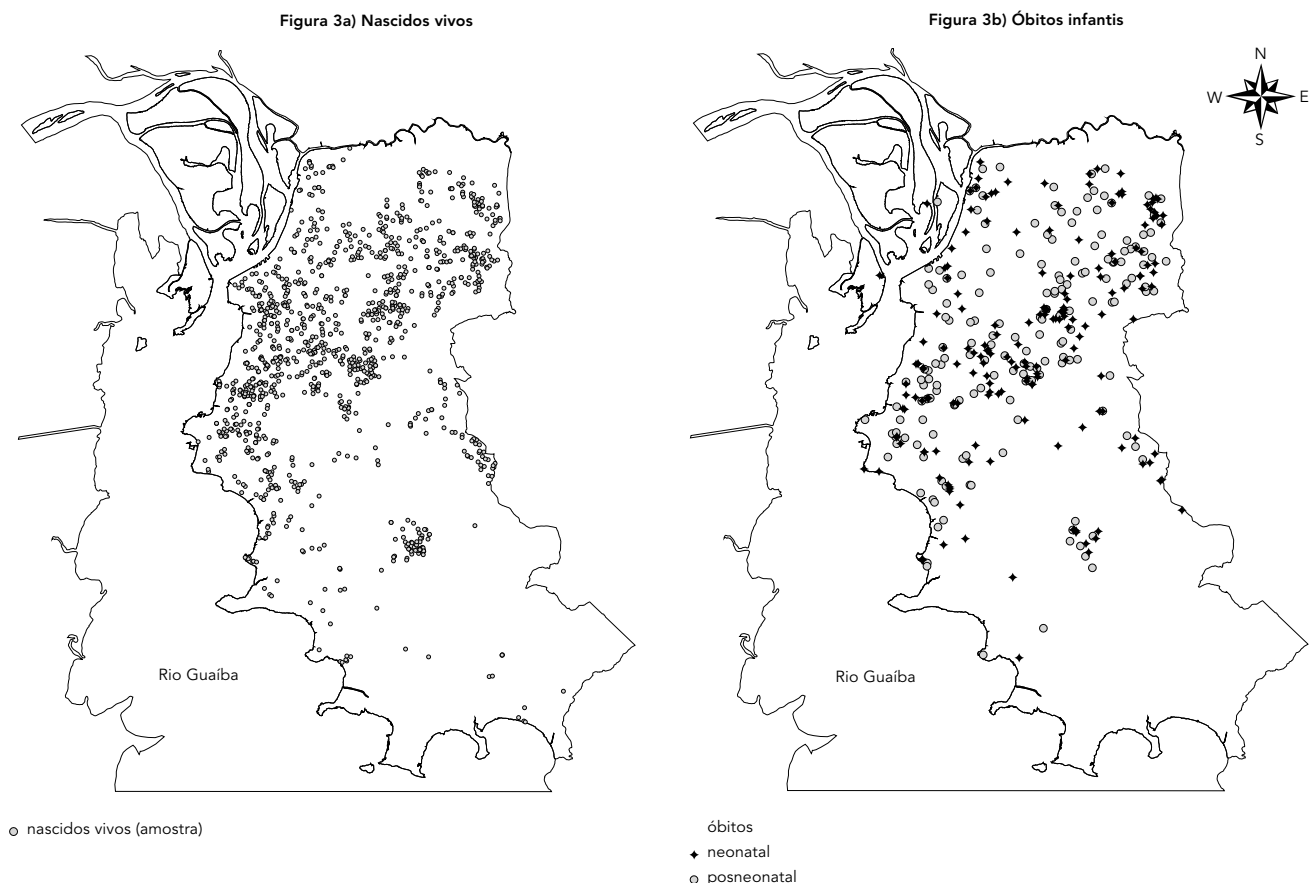 Figura 3a) Nascidos vivos
Figura 3b) Óbitos infantis
N
W
E
S
Rio Guaíba
Rio Guaíba
nascidos vivos (amostra)
óbitos
neonatal
posneonatal